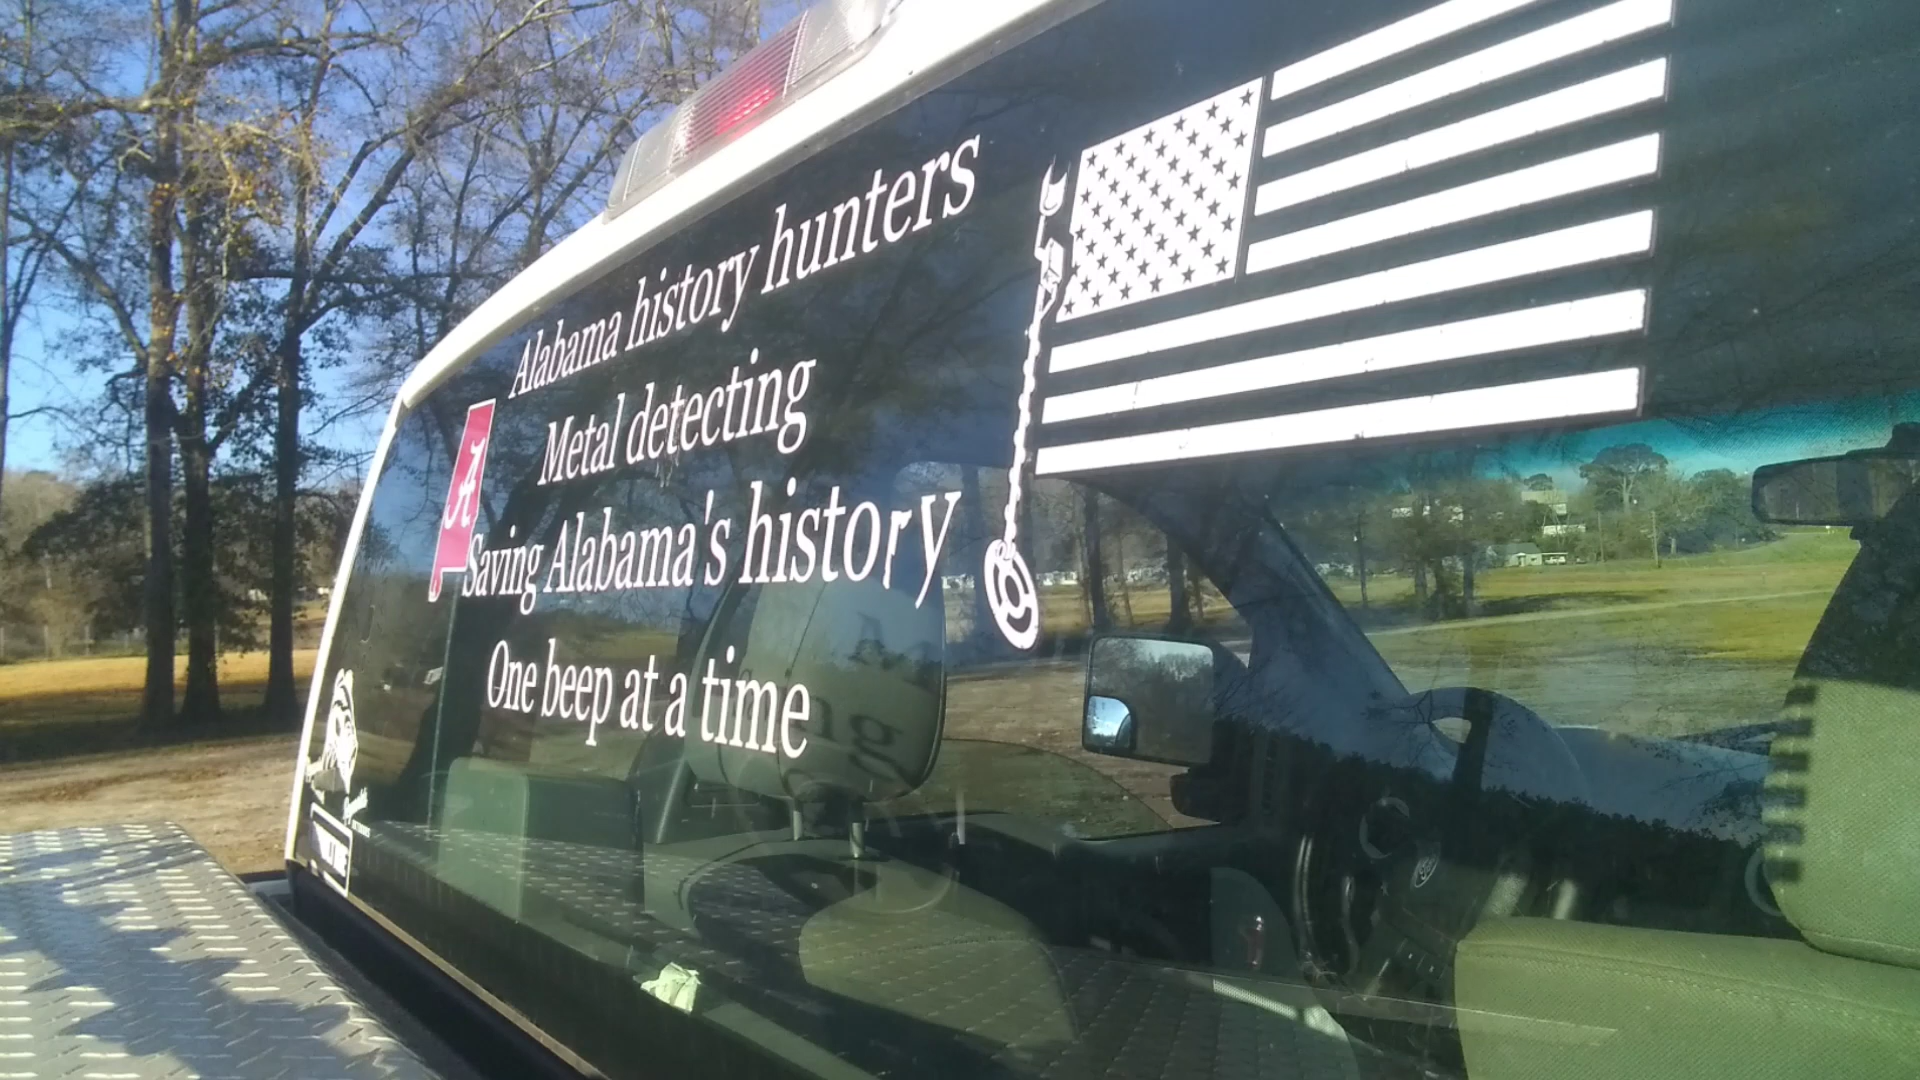 Alabama history hunters
Metal detecting
A
Saving Alabama's history
One beep at a time